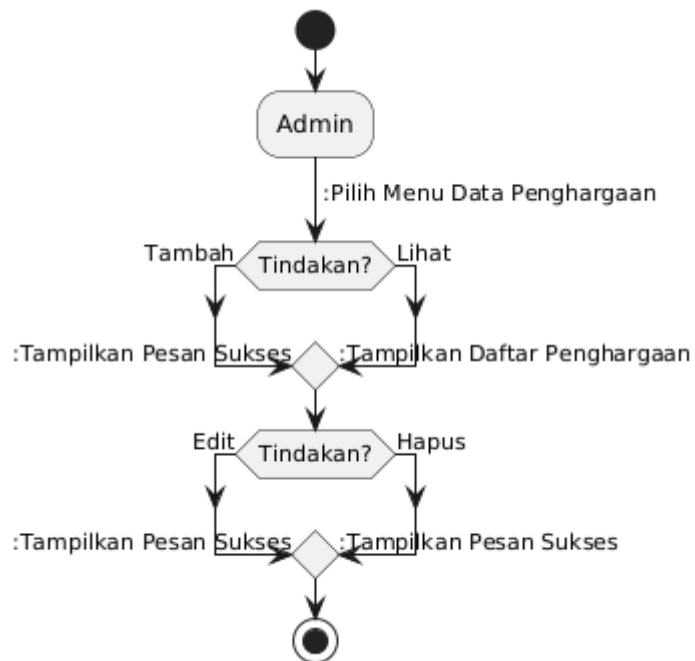 Admin
:Pilih Menu Data Penghargaan
Tambah
Tindakan?
Lihat
:Tampilkan Pesan Sukses
:Tampilkan Daftar Penghargaan
Edit
Tindakan?
Hapus
:Tampilkan Pesan Sukses
:Tampilkan Pesan Sukses